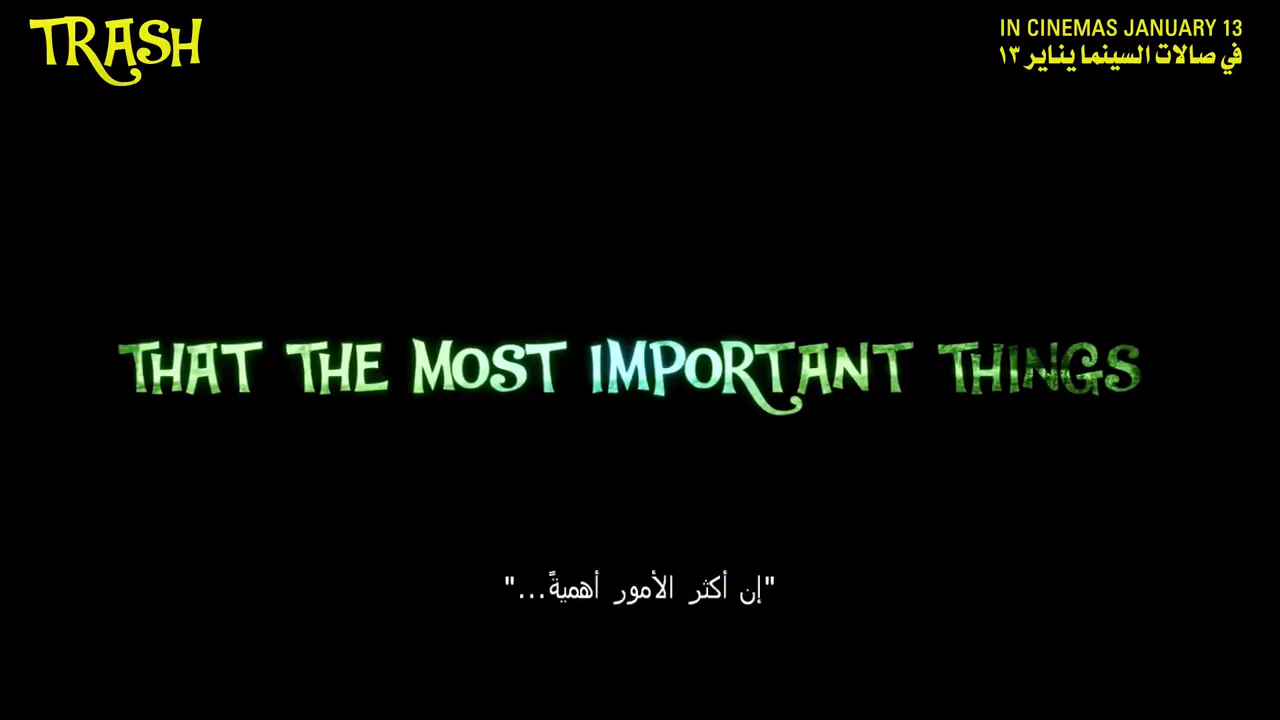 TRASH
IN CINEMAS JANUARY 13
في صالات السينما يناير ١٣
THAT THE MOST IMPORTANT THINGS
"إن أكثر الأمور أهميةً..."